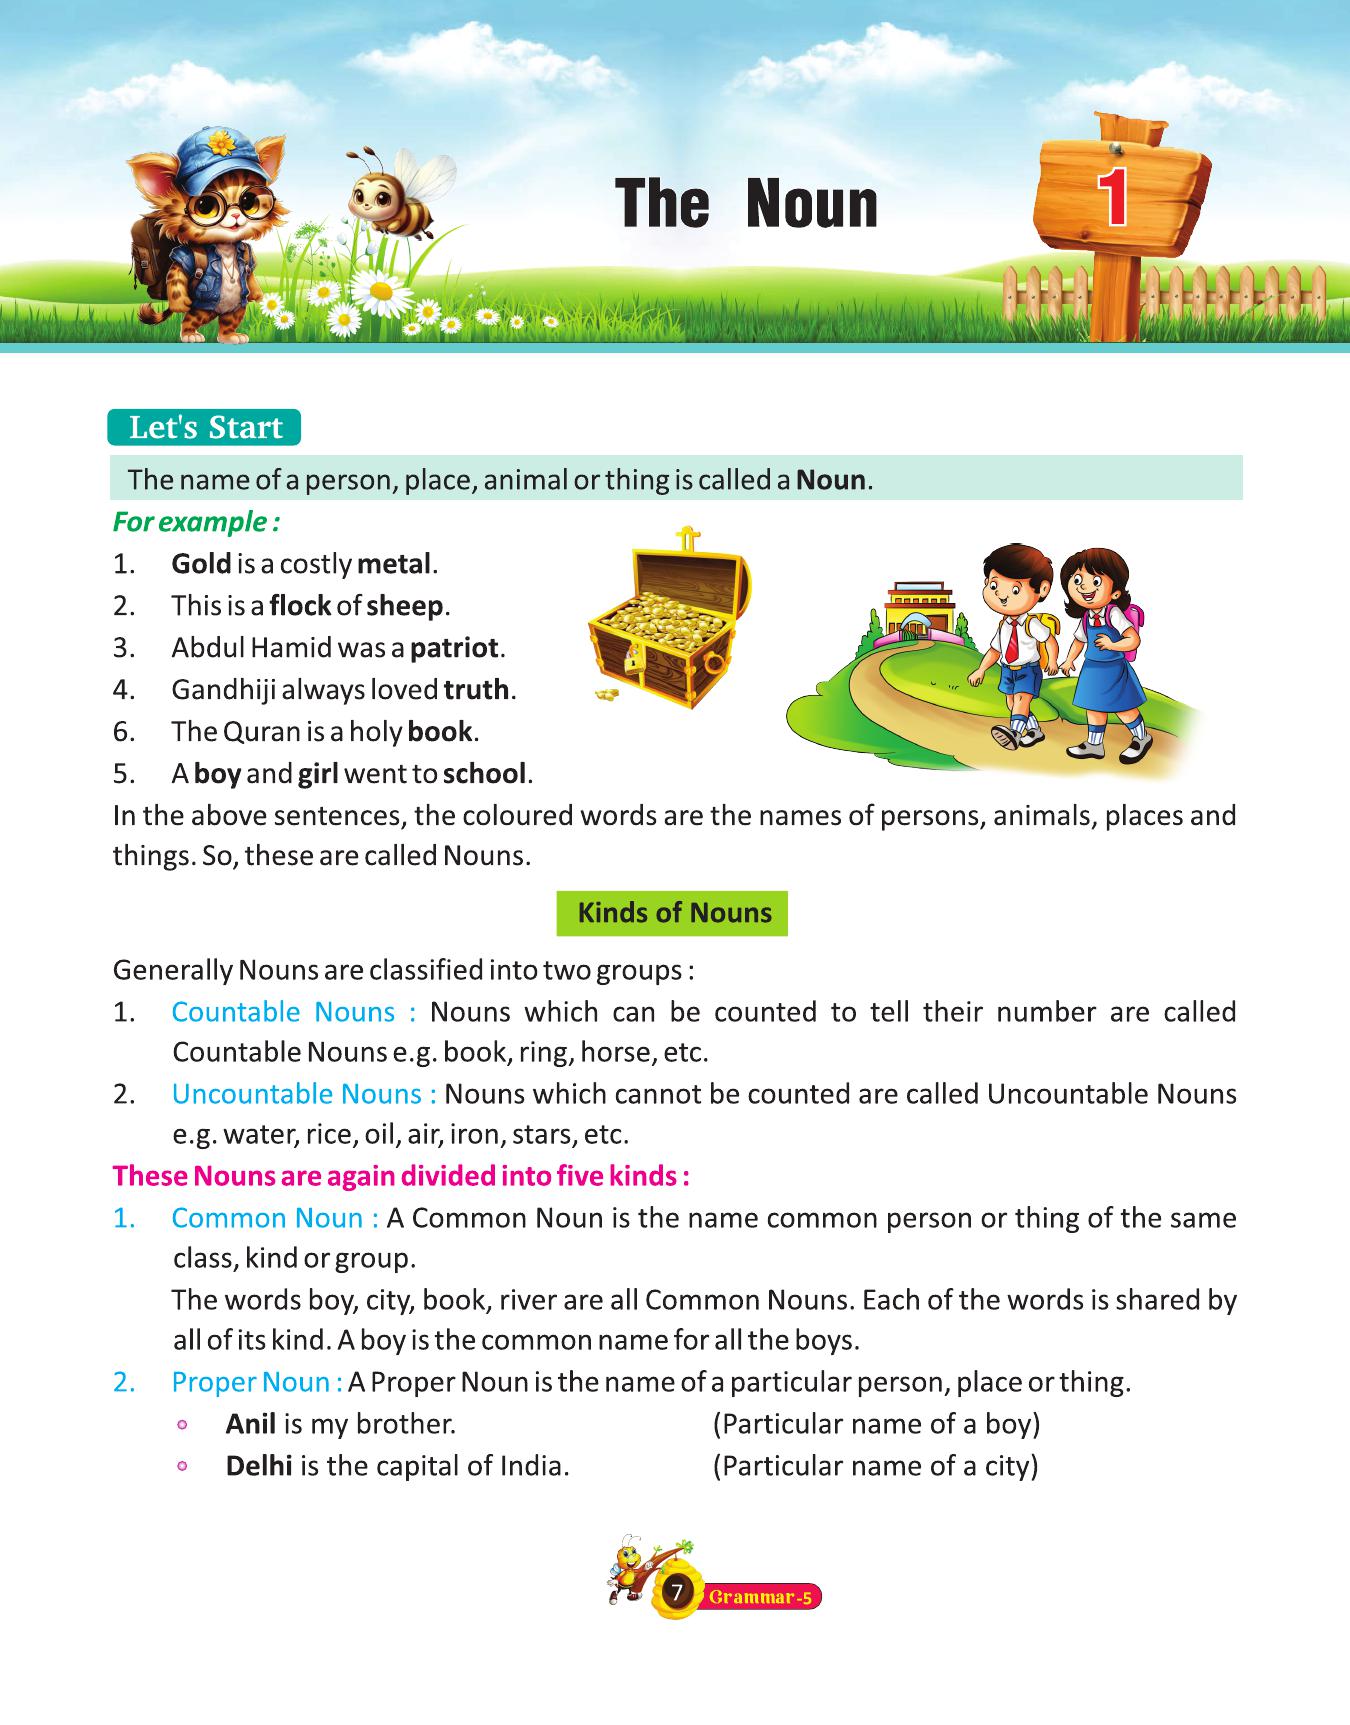 The Noun
1
Let's Start
The name of a person, place, animal or thing is called a Noun.
For example :
1. Gold is a costly metal.
2. This is a flock of sheep.
3. Abdul Hamid was a patriot.
4. Gandhiji always loved truth.
6. The Quran is a holy book.
5. A boy and girl went to school.
In the above sentences, the coloured words are the names of persons, animals, places and
things. So, these are called Nouns.
Kinds of Nouns
Generally Nouns are classified into two groups :
1. Countable Nouns : Nouns which can be counted to tell their number are called
Countable Nouns e.g. book, ring, horse, etc.
2. Uncountable Nouns : Nouns which cannot be counted are called Uncountable Nouns
e.g. water, rice, oil, air, iron, stars, etc.
These Nouns are again divided into five kinds :
1. Common Noun : A Common Noun is the name common person or thing of the same
class, kind or group.
The words boy, city, book, river are all Common Nouns. Each of the words is shared by
all of its kind. A boy is the common name for all the boys.
2. Proper Noun : A Proper Noun is the name of a particular person, place or thing.
Anil is my brother. (Particular name of a boy)
Delhi is the capital of India. (Particular name of a city)
7 Grammar-5